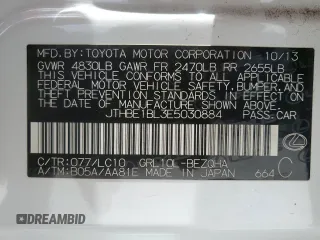 MFD. BY: TOYOTA MOTOR CORPORATION 10/13
GVWR 4830LB GAWR FR 2470LB RR 2655LB
THIS VEHICLE CONFORMS TO ALL APPLICABLE
FEDERAL MOTOR VEHICLE SAFETY, BUMPER, AND
THEFT PREVENTION STANDARDS IN EFFECT ON
THE DATE OF MANUFACTURE SHOWN ABOVE.
JTHBE1BL3E5030884 PASS. CAR
C/TR: 077/LC10 GRL10L-BEZQHA C
A/TM: B05A/AA81E MADE IN JAPAN 664
DREAMBID